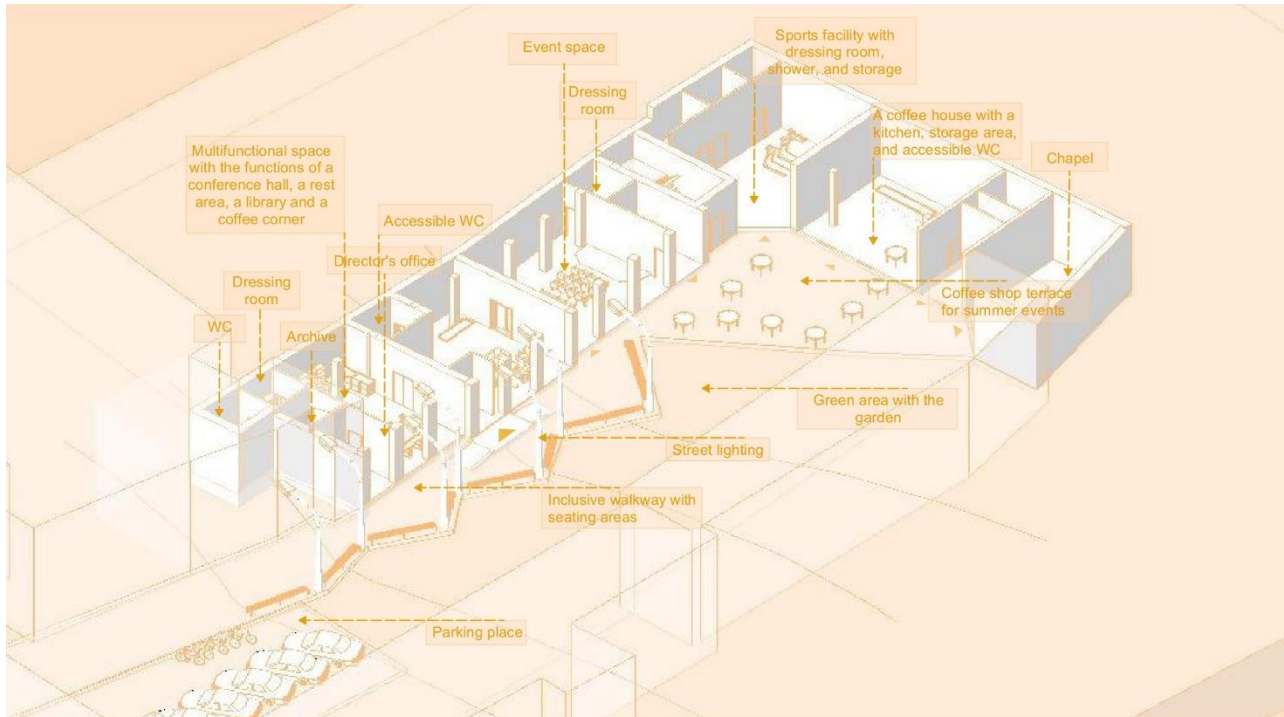 Event space
Sports facility with
dressing room,
shower, and storage
Dressing
room
A coffee house with a
kitchen, storage area,
and accessible WC
Chapel
Multifunctional space
with the functions of a
conference hall, a rest
area, a library and a
coffee corner
Accessible WC
Director's office
Dressing
room
WC
Archive
Coffee shop terrace
for summer events
Green area with the
garden
Street lighting
Inclusive walkway with
seating areas
Parking place